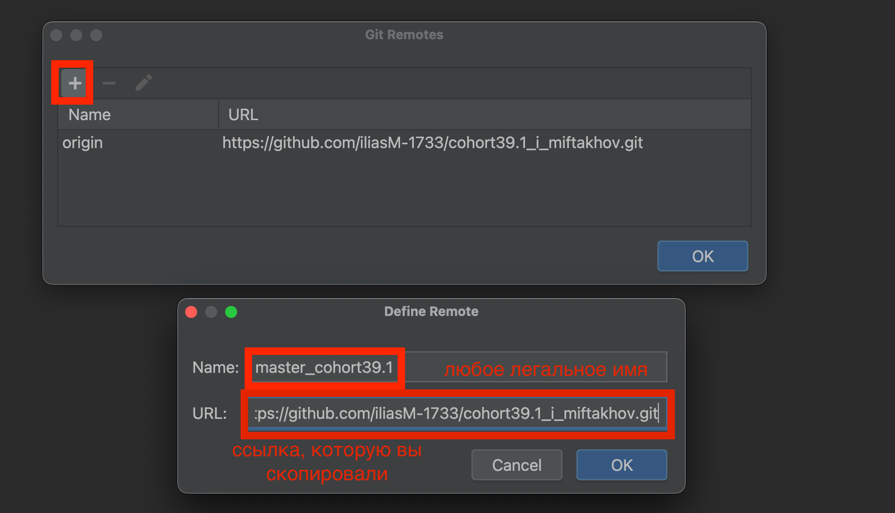 Git Remotes
Name URL
origin https://github.com/iliasM-1733/cohort39.1_i_miftakhov.git
OK
Define Remote
Name: master_cohort39.1 любое легальное имя
URL: :ps://github.com/iliasM-1733/cohort39.1_i_miftakhov.git
ссылка, которую вы
скопировали
Cancel OK